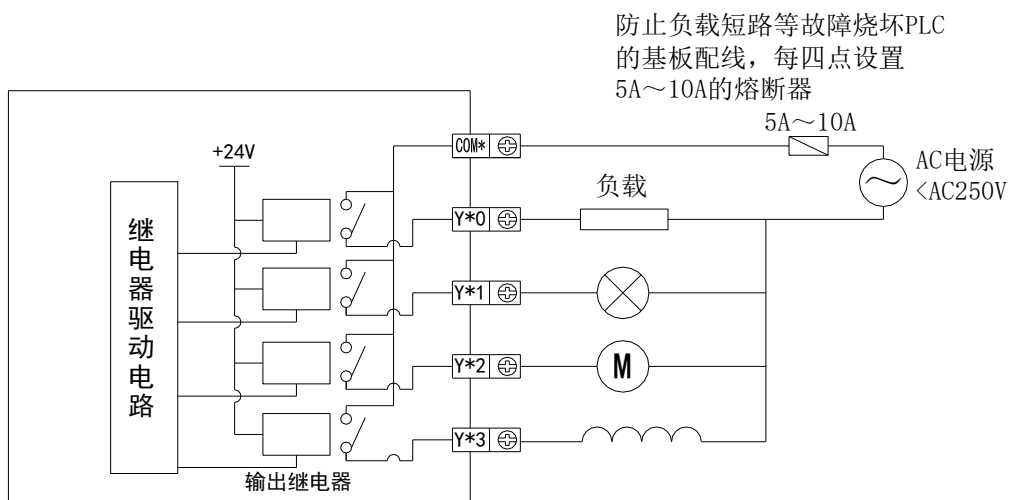 防止负载短路等故障烧坏PLC
的基板配线，每四点设置
5A～10A的熔断器
5A～10A
COM*
+24V
AC电源
<AC250V
负载
Y*0
继电器驱动电路
Y*1
Y*2
M
Y*3
输出继电器